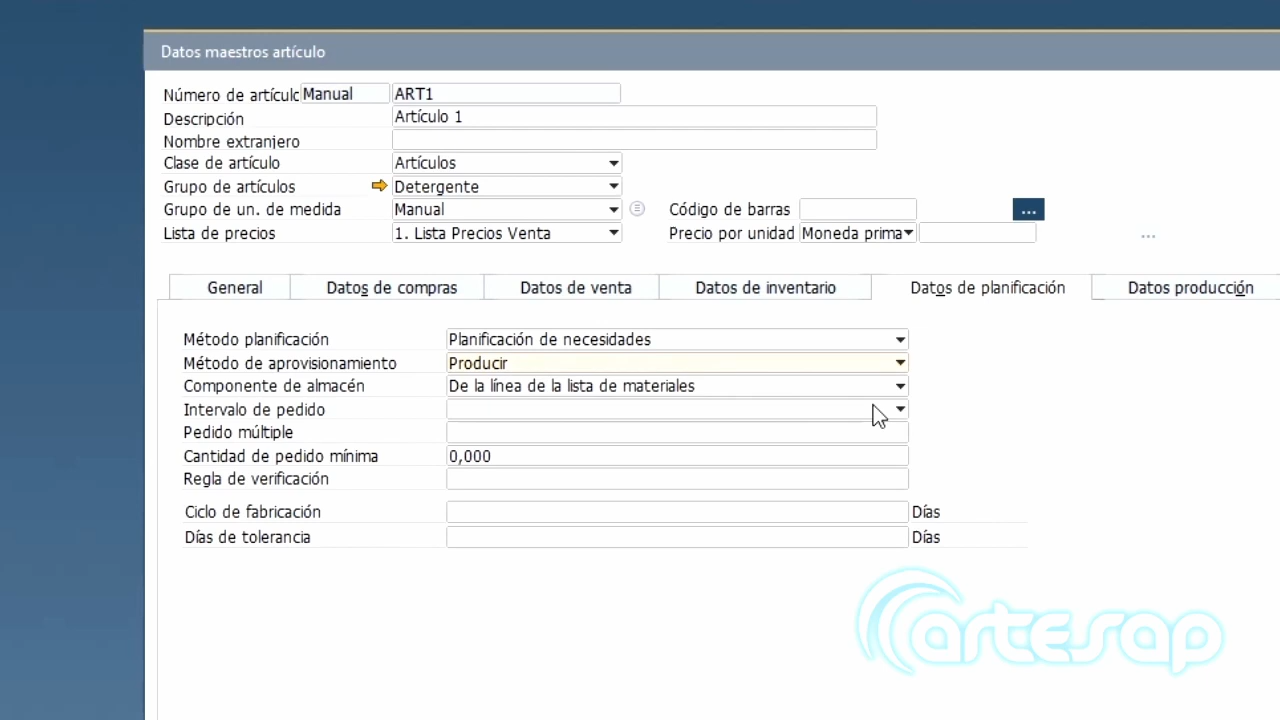 Datos maestros artículo
Número de artículo Manual ART1
Descripción Artículo 1
Nombre extranjero
Clase de artículo Artículos
Grupo de artículos Detergente
Grupo de un. de medida Manual Código de barras ...
Lista de precios 1. Lista Precios Venta Precio por unidad Moneda prima ...
General Datos de compras Datos de venta Datos de inventario Datos de planificación Datos producción
Método planificación Planificación de necesidades
Método de aprovisionamiento Producir
Componente de almacén De la línea de la lista de materiales
Intervalo de pedido
Pedido múltiple
Cantidad de pedido mínima 0,000
Regla de verificación
Ciclo de fabricación Días
Días de tolerancia Días
artesap